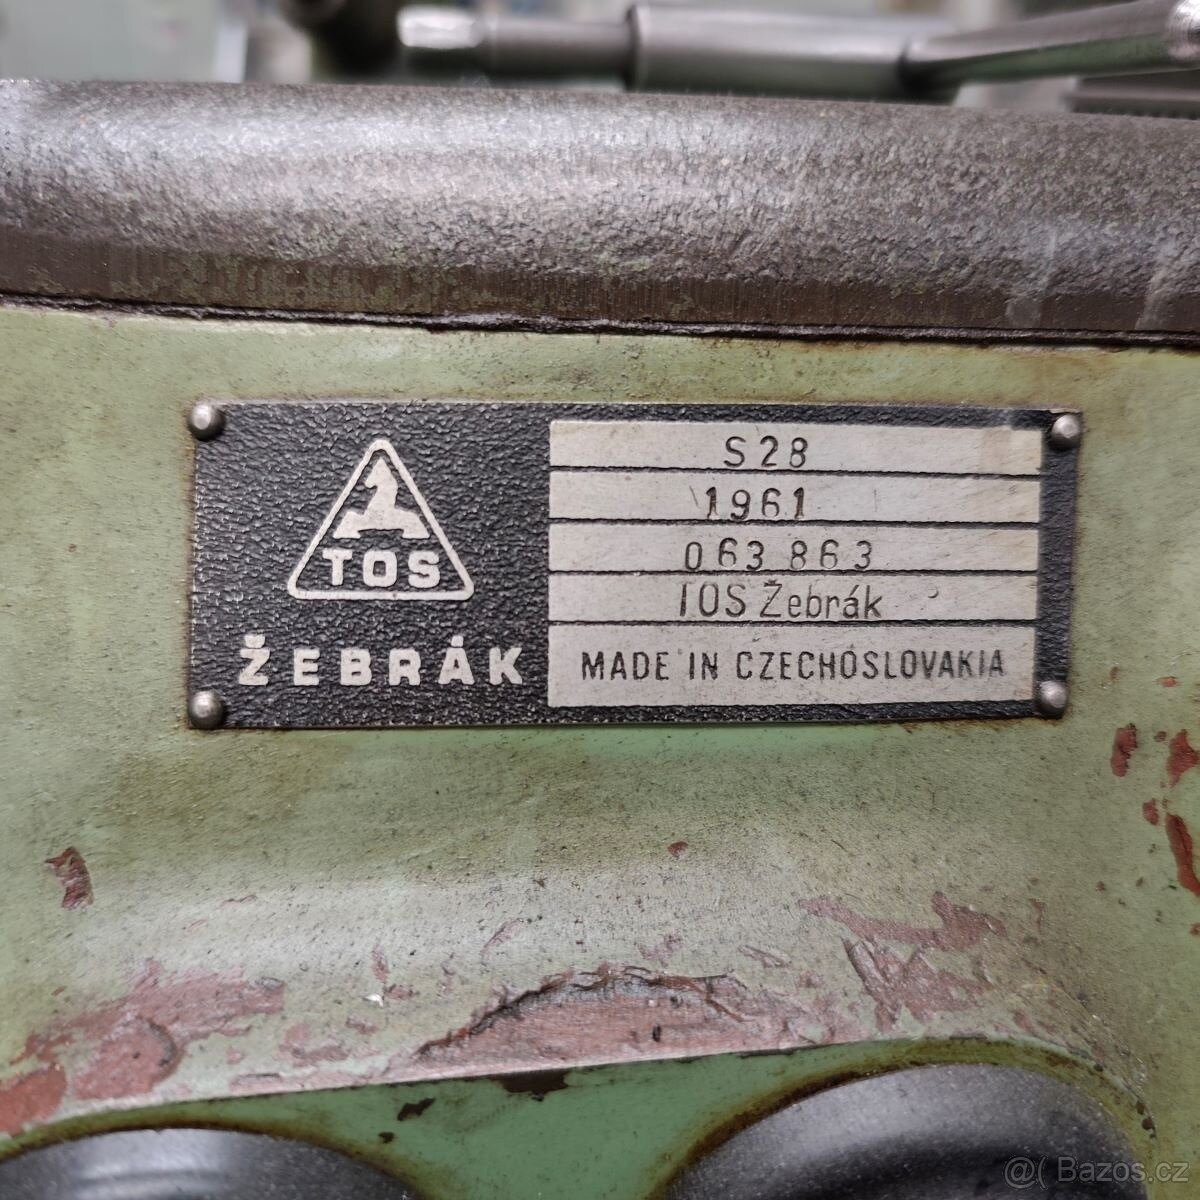 TOS
ŽEBRÁK
S28
1961
063 863
TOS Žebrák
MADE IN CZECHOSLOVAKIA
@( Bazos.cz